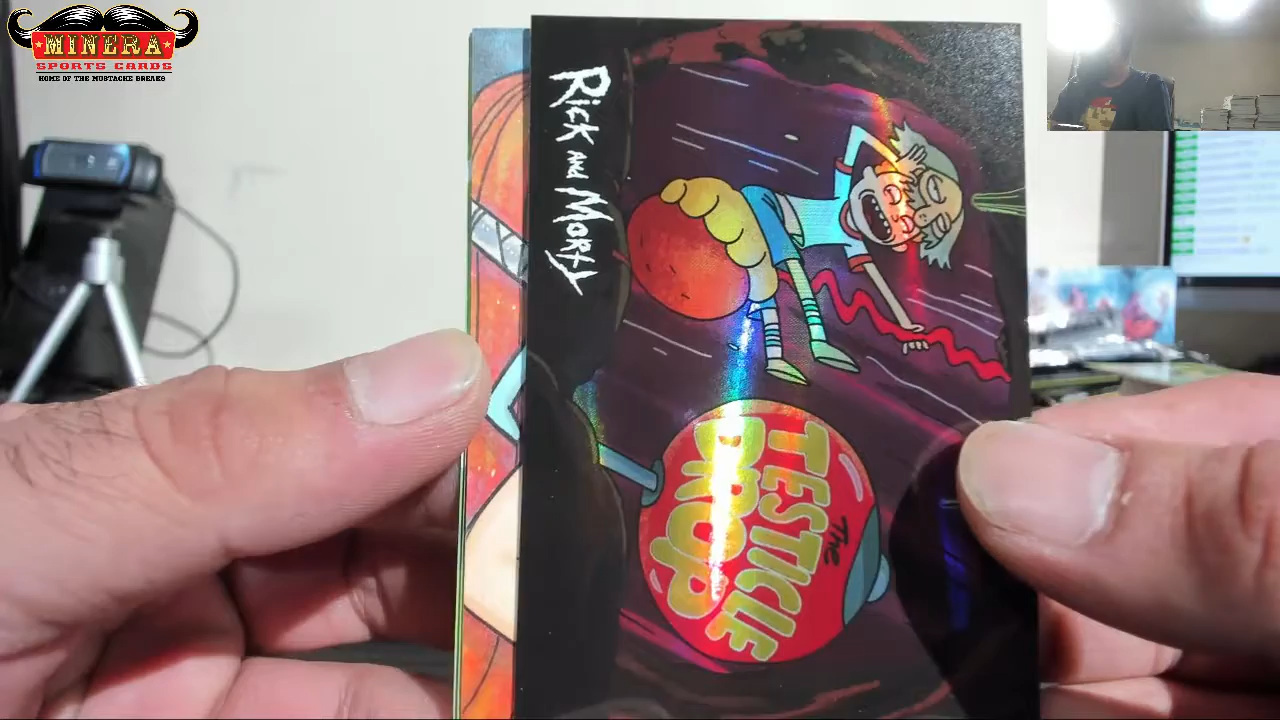 MINERA
SPORTS CARDS
HOME OF THE MUSTACHE BREAKS
RICK AND MORTY
The
TESTICLE
DROP